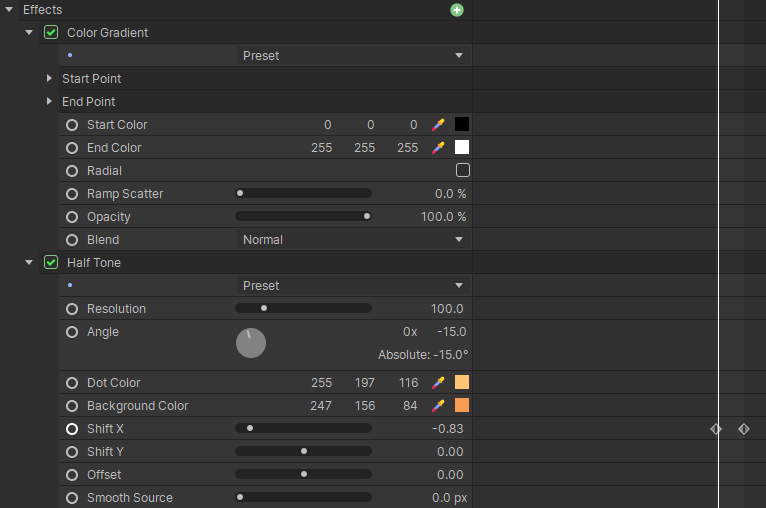 Effects
Color Gradient
Preset
Start Point
End Point
Start Color 0 0 0
End Color 255 255 255
Radial
Ramp Scatter 0.0 %
Opacity 100.0 %
Blend Normal
Half Tone
Preset
Resolution 100.0
Angle 0x -15.0
Absolute: -15.0°
Dot Color 255 197 116
Background Color 247 156 84
Shift X -0.83
Shift Y 0.00
Offset 0.00
Smooth Source 0.0 px